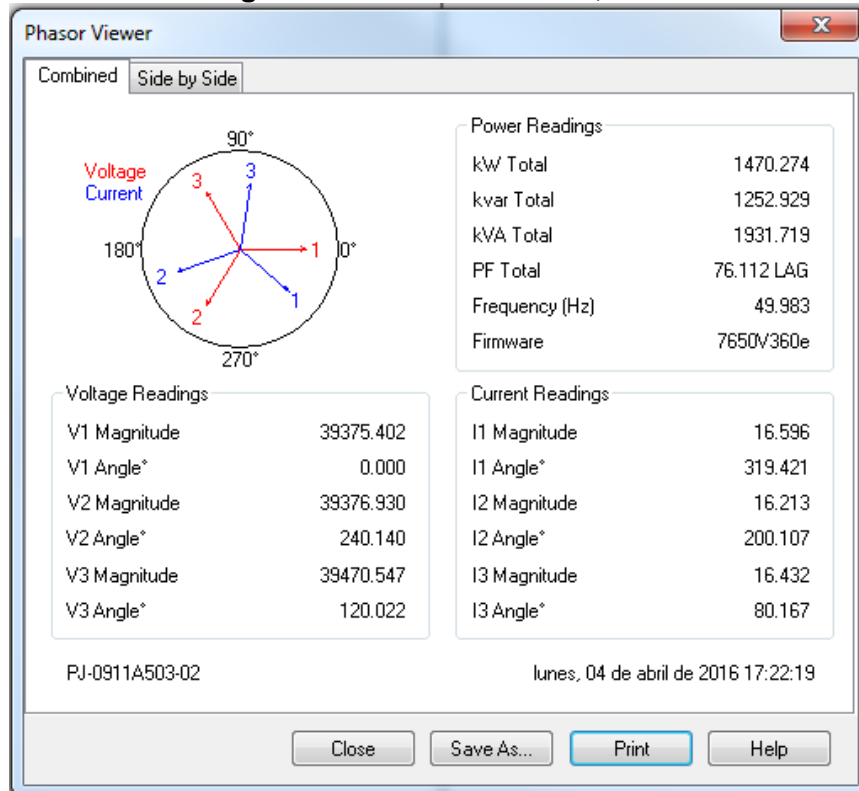 Phasor Viewer
x
Combined Side by Side
90°
Voltage
Current
3 3
180° 1 0°
2 1
2
270°
Power Readings
kW Total 1470.274
kvar Total 1252.929
kVA Total 1931.719
PF Total 76.112 LAG
Frequency (Hz) 49.983
Firmware 7650V360e
Voltage Readings
V1 Magnitude 39375.402
V1 Angle° 0.000
V2 Magnitude 39376.930
V2 Angle° 240.140
V3 Magnitude 39470.547
V3 Angle° 120.022
Current Readings
I1 Magnitude 16.596
I1 Angle° 319.421
I2 Magnitude 16.213
I2 Angle° 200.107
I3 Magnitude 16.432
I3 Angle° 80.167
PJ-0911A503-02 lunes, 04 de abril de 2016 17:22:19
Close Save As... Print Help